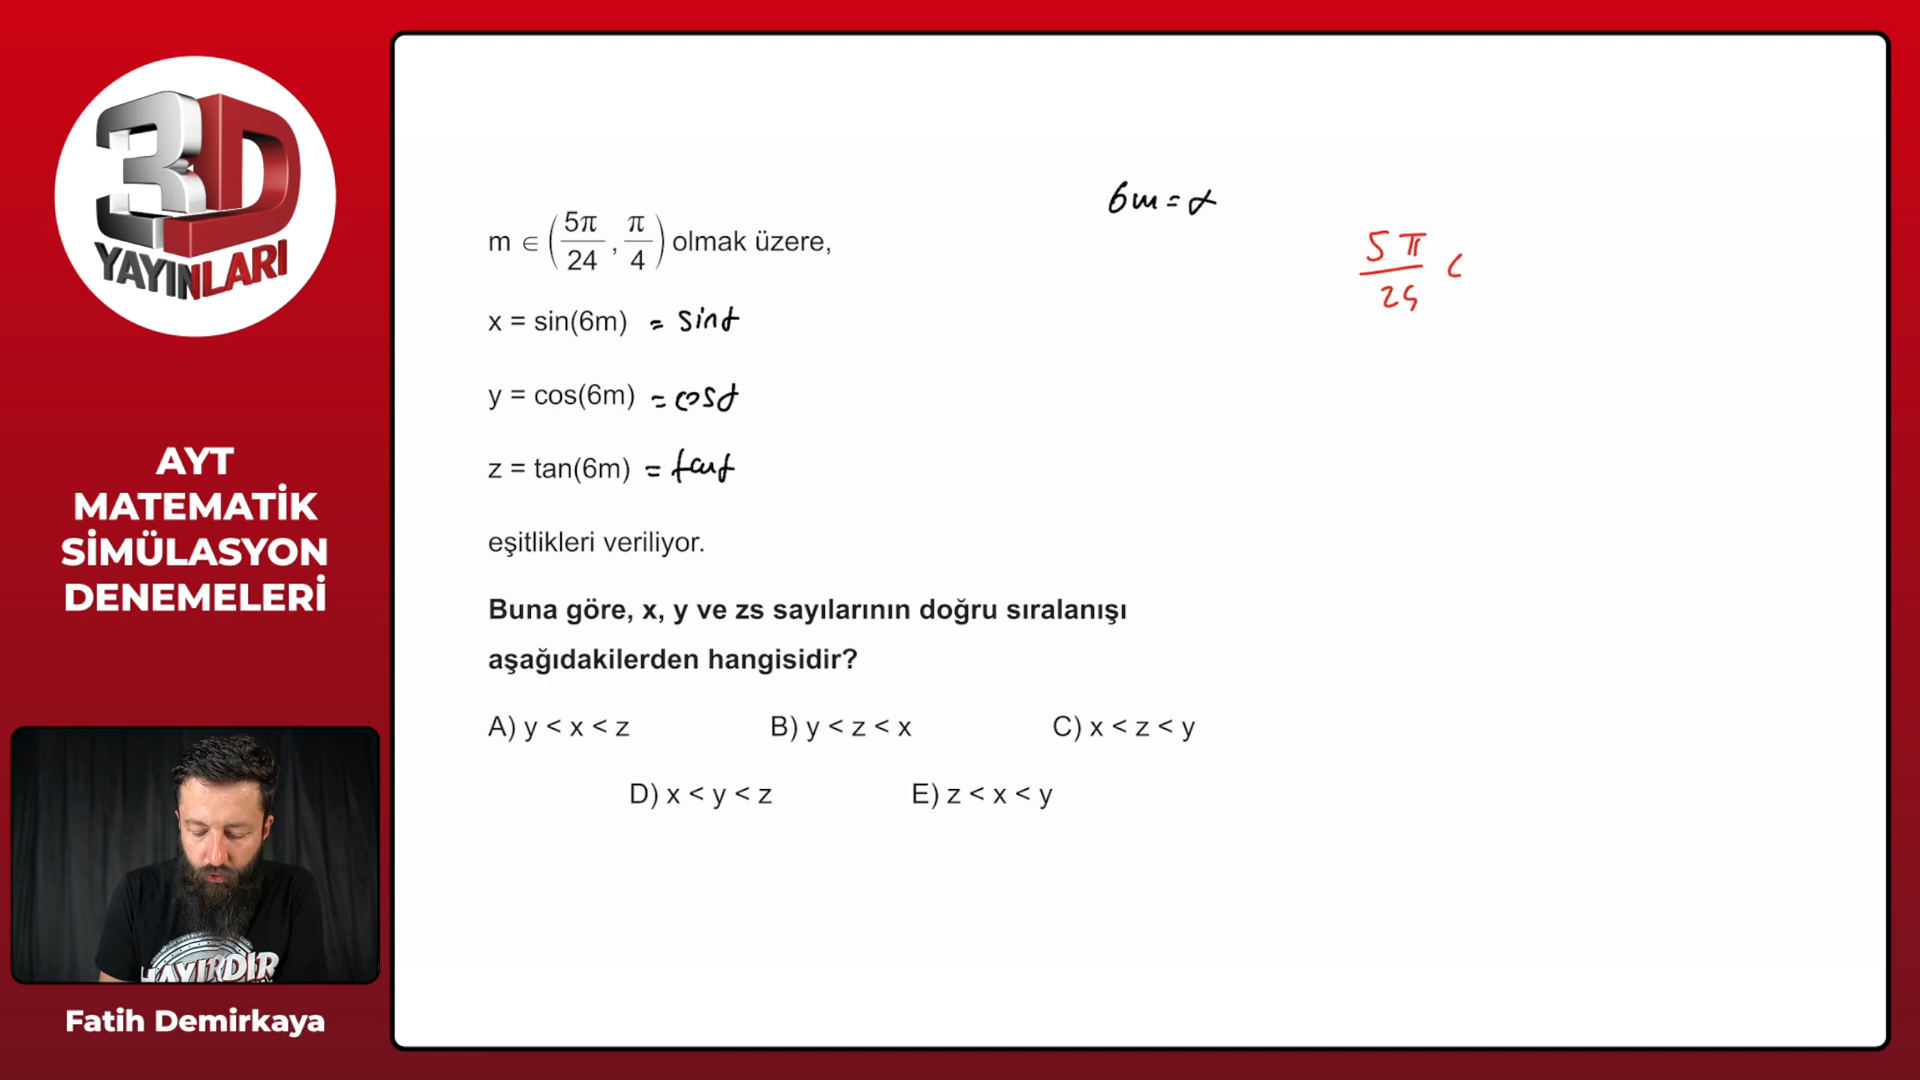 3D
YAYINLARI
AYT
MATEMATİK
SİMÜLASYON
DENEMELERİ
HAYIRDIR
Fatih Demirkaya
m ∈ (5π/24, π/4) olmak üzere,
x = sin(6m) = sinα
y = cos(6m) = cosα
z = tan(6m) = tanα
eşitlikleri veriliyor.
Buna göre, x, y ve zs sayılarının doğru sıralanışı
aşağıdakilerden hangisidir?
A) y < x < z B) y < z < x C) x < z < y
D) x < y < z E) z < x < y
6m = α
5π/24 <